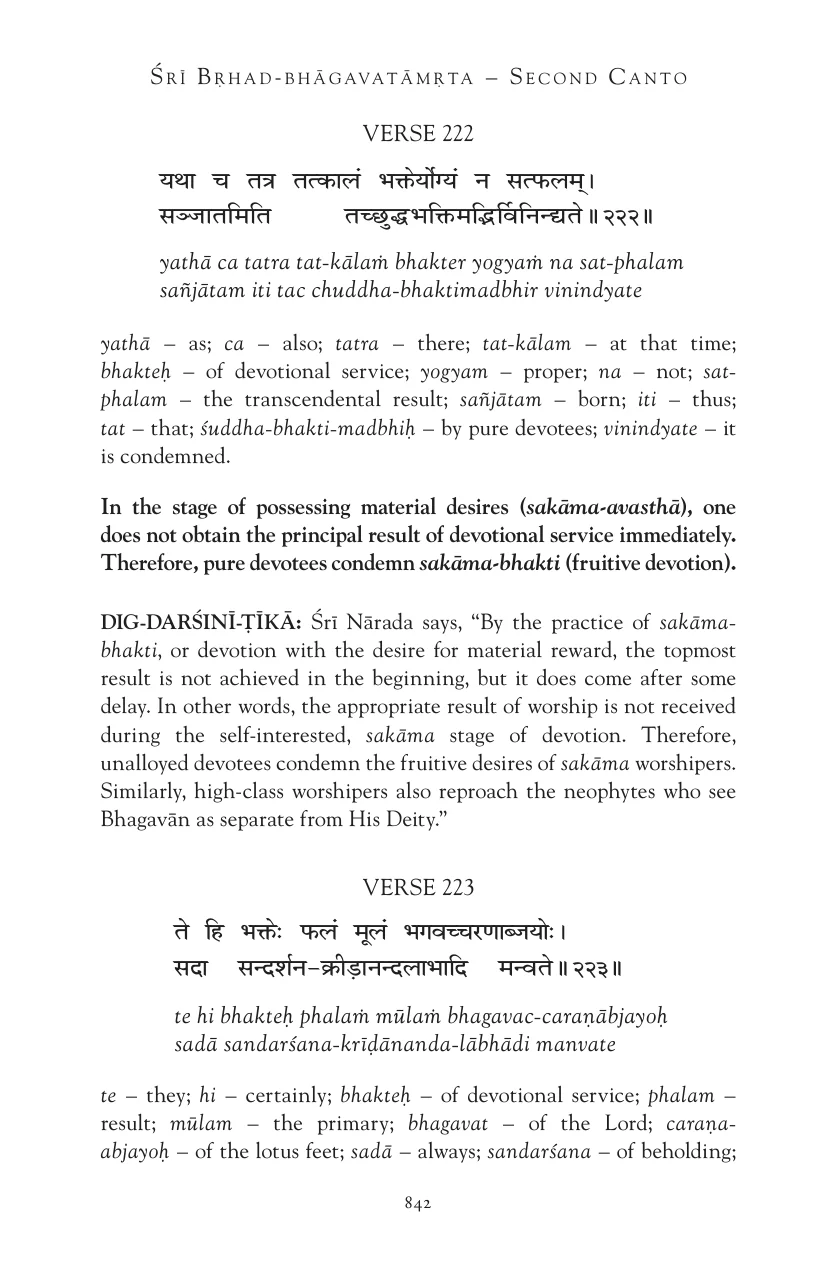 ŚRĪ BṚHAD-BHĀGAVATĀMṚTA – SECOND CANTO
VERSE 222
यथा च तत्र तत्कालं भक्तेर्योग्यं न सत्फलम्।
सञ्जातमिति तच्छुद्धभक्तिमद्भिर्विनिन्द्यते॥२२२॥
yathā ca tatra tat-kālaṁ bhakter yogyaṁ na sat-phalam
sañjātam iti tac chuddha-bhaktimadbhir vinindyate
yathā – as; ca – also; tatra – there; tat-kālam – at that time;
bhakteḥ – of devotional service; yogyam – proper; na – not; sat-
phalam – the transcendental result; sañjātam – born; iti – thus;
tat – that; śuddha-bhakti-madbhiḥ – by pure devotees; vinindyate – it
is condemned.
In the stage of possessing material desires (sakāma-avasthā), one
does not obtain the principal result of devotional service immediately.
Therefore, pure devotees condemn sakāma-bhakti (fruitive devotion).
DIG-DARŚINĪ-ṬĪKĀ: Śrī Nārada says, “By the practice of sakāma-
bhakti, or devotion with the desire for material reward, the topmost
result is not achieved in the beginning, but it does come after some
delay. In other words, the appropriate result of worship is not received
during the self-interested, sakāma stage of devotion. Therefore,
unalloyed devotees condemn the fruitive desires of sakāma worshipers.
Similarly, high-class worshipers also reproach the neophytes who see
Bhagavān as separate from His Deity.”
VERSE 223
ते हि भक्तेः फलं मूलं भगवच्चरणाब्जयोः।
सदा सन्दर्शन-क्रीड़ानन्दलाभादि मन्वते॥२२३॥
te hi bhakteḥ phalaṁ mūlaṁ bhagavac-caraṇābjayoḥ
sadā sandarśana-krīḍānanda-lābhādi manvate
te – they; hi – certainly; bhakteḥ – of devotional service; phalam –
result; mūlam – the primary; bhagavat – of the Lord; caraṇa-
abjayoḥ – of the lotus feet; sadā – always; sandarśana – of beholding;
842